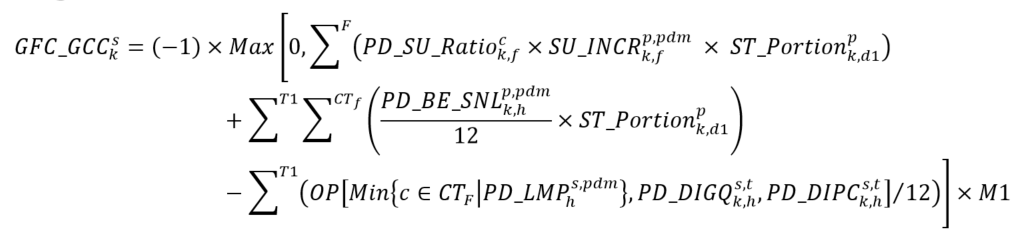 GFC_GCC^s_k = (−1) × Max[0, ∑^F (PD_SU_Ratio^c_{k,f} × SU_INCR^{p,pdm}_{k,f} × ST_Portion^p_{k,d1})
+ ∑^{T1} ∑^{CT_f} (PD_BE_SNL^{p,pdm}_{k,h} / 12 × ST_Portion^p_{k,d1})
− ∑^{T1} (OP[Min{c ∈ CT_F|PD_LMP^{s,pdm}_h}, PD_DIGQ^{s,t}_{k,h}, PD_DIPC^{s,t}_{k,h}]/12)] × M1